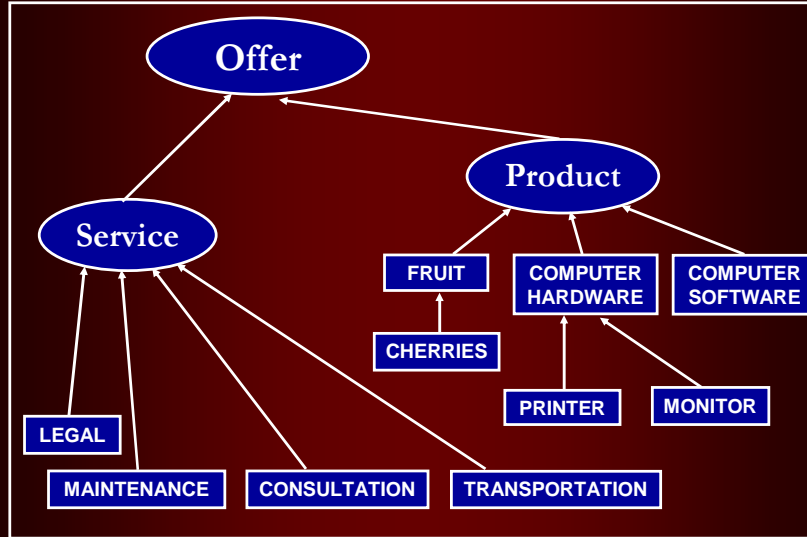 Offer
Product
Service
FRUIT
COMPUTER
HARDWARE
COMPUTER
SOFTWARE
CHERRIES
PRINTER
MONITOR
LEGAL
MAINTENANCE
CONSULTATION
TRANSPORTATION